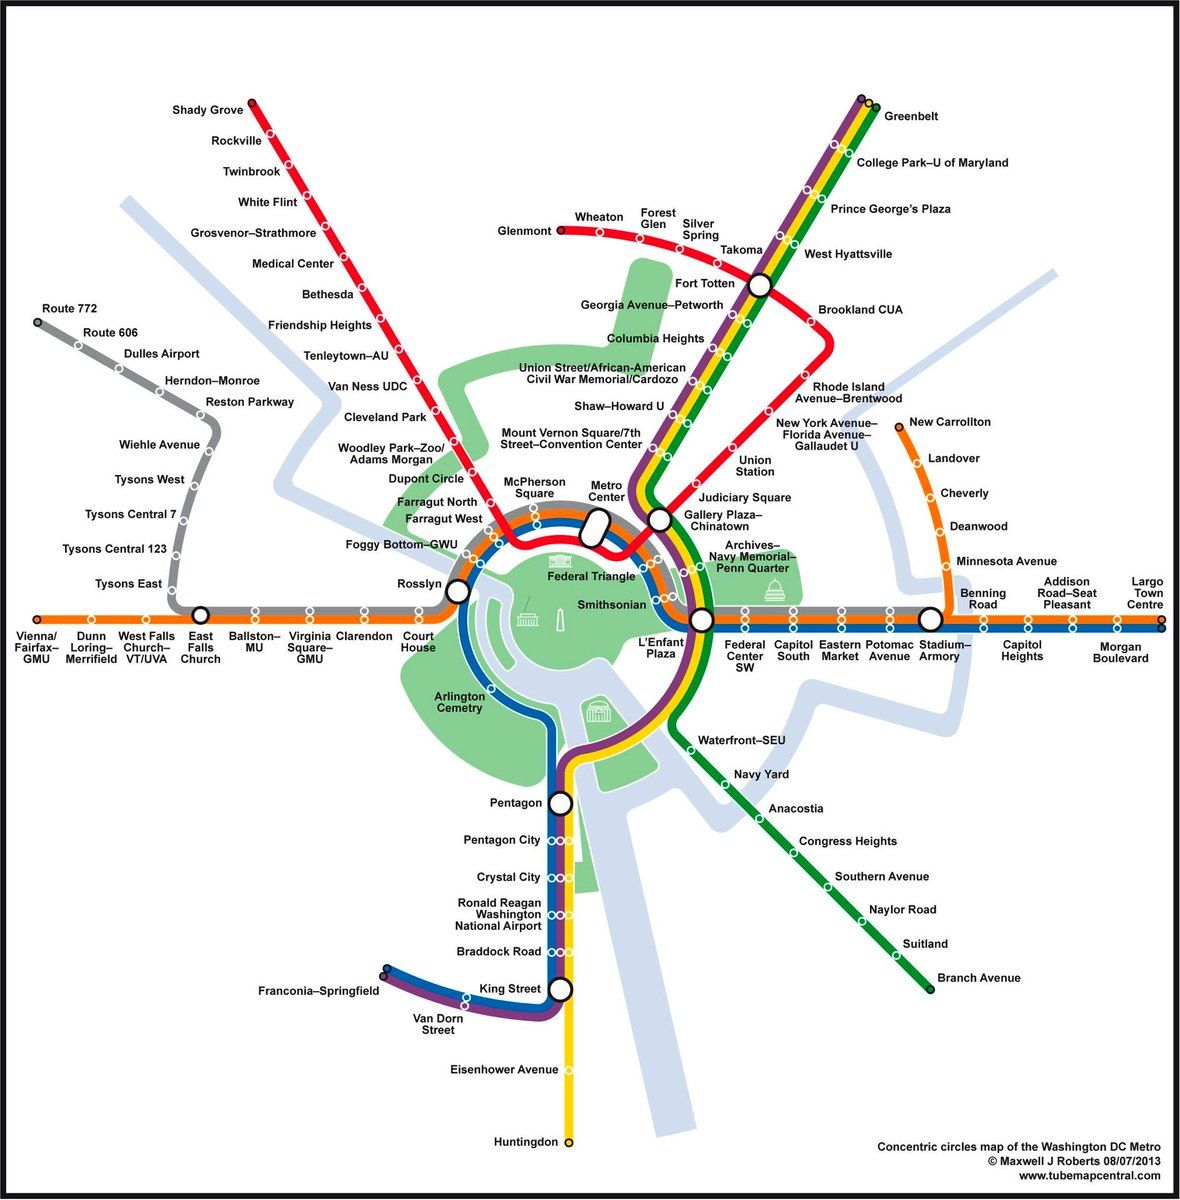 Shady Grove
Rockville
Twinbrook
White Flint
Grosvenor–Strathmore
Medical Center
Bethesda
Friendship Heights
Tenleytown–AU
Van Ness UDC
Cleveland Park
Woodley Park–Zoo/
Adams Morgan
Dupont Circle
Farragut North
Farragut West
Foggy Bottom–GWU
Rosslyn
McPherson
Square
Metro
Center
Glenmont
Wheaton
Forest
Glen
Silver
Spring
Takoma
Fort Totten
Georgia Avenue–Petworth
Columbia Heights
Union Street/African-American
Civil War Memorial/Cardozo
Shaw–Howard U
Mount Vernon Square/7th
Street–Convention Center
Greenbelt
College Park–U of Maryland
Prince George's Plaza
West Hyattsville
Brookland CUA
Rhode Island
Avenue–Brentwood
New York Avenue–
Florida Avenue–
Gallaudet U
Union
Station
Judiciary Square
Gallery Plaza–
Chinatown
Archives–
Navy Memorial–
Penn Quarter
Federal Triangle
Smithsonian
L'Enfant
Plaza
New Carrollton
Landover
Cheverly
Deanwood
Minnesota Avenue
Route 772
Route 606
Dulles Airport
Herndon–Monroe
Reston Parkway
Wiehle Avenue
Tysons West
Tysons Central 7
Tysons Central 123
Tysons East
Vienna/
Fairfax–
GMU
Dunn
Loring–
Merrifield
West Falls
Church–
VT/UVA
East
Falls
Church
Ballston–
MU
Virginia
Square–
GMU
Clarendon
Court
House
Federal
Center
SW
Capitol
South
Eastern
Market
Potomac
Avenue
Stadium–
Armory
Benning
Road
Capitol
Heights
Addison
Road–Seat
Pleasant
Morgan
Boulevard
Largo
Town
Centre
Arlington
Cemetry
Pentagon
Pentagon City
Crystal City
Ronald Reagan
Washington
National Airport
Braddock Road
King Street
Van Dorn
Street
Franconia–Springfield
Eisenhower Avenue
Huntingdon
Waterfront–SEU
Navy Yard
Anacostia
Congress Heights
Southern Avenue
Naylor Road
Suitland
Branch Avenue
Concentric circles map of the Washington DC Metro
© Maxwell J Roberts 08/07/2013
www.tubemapcentral.com